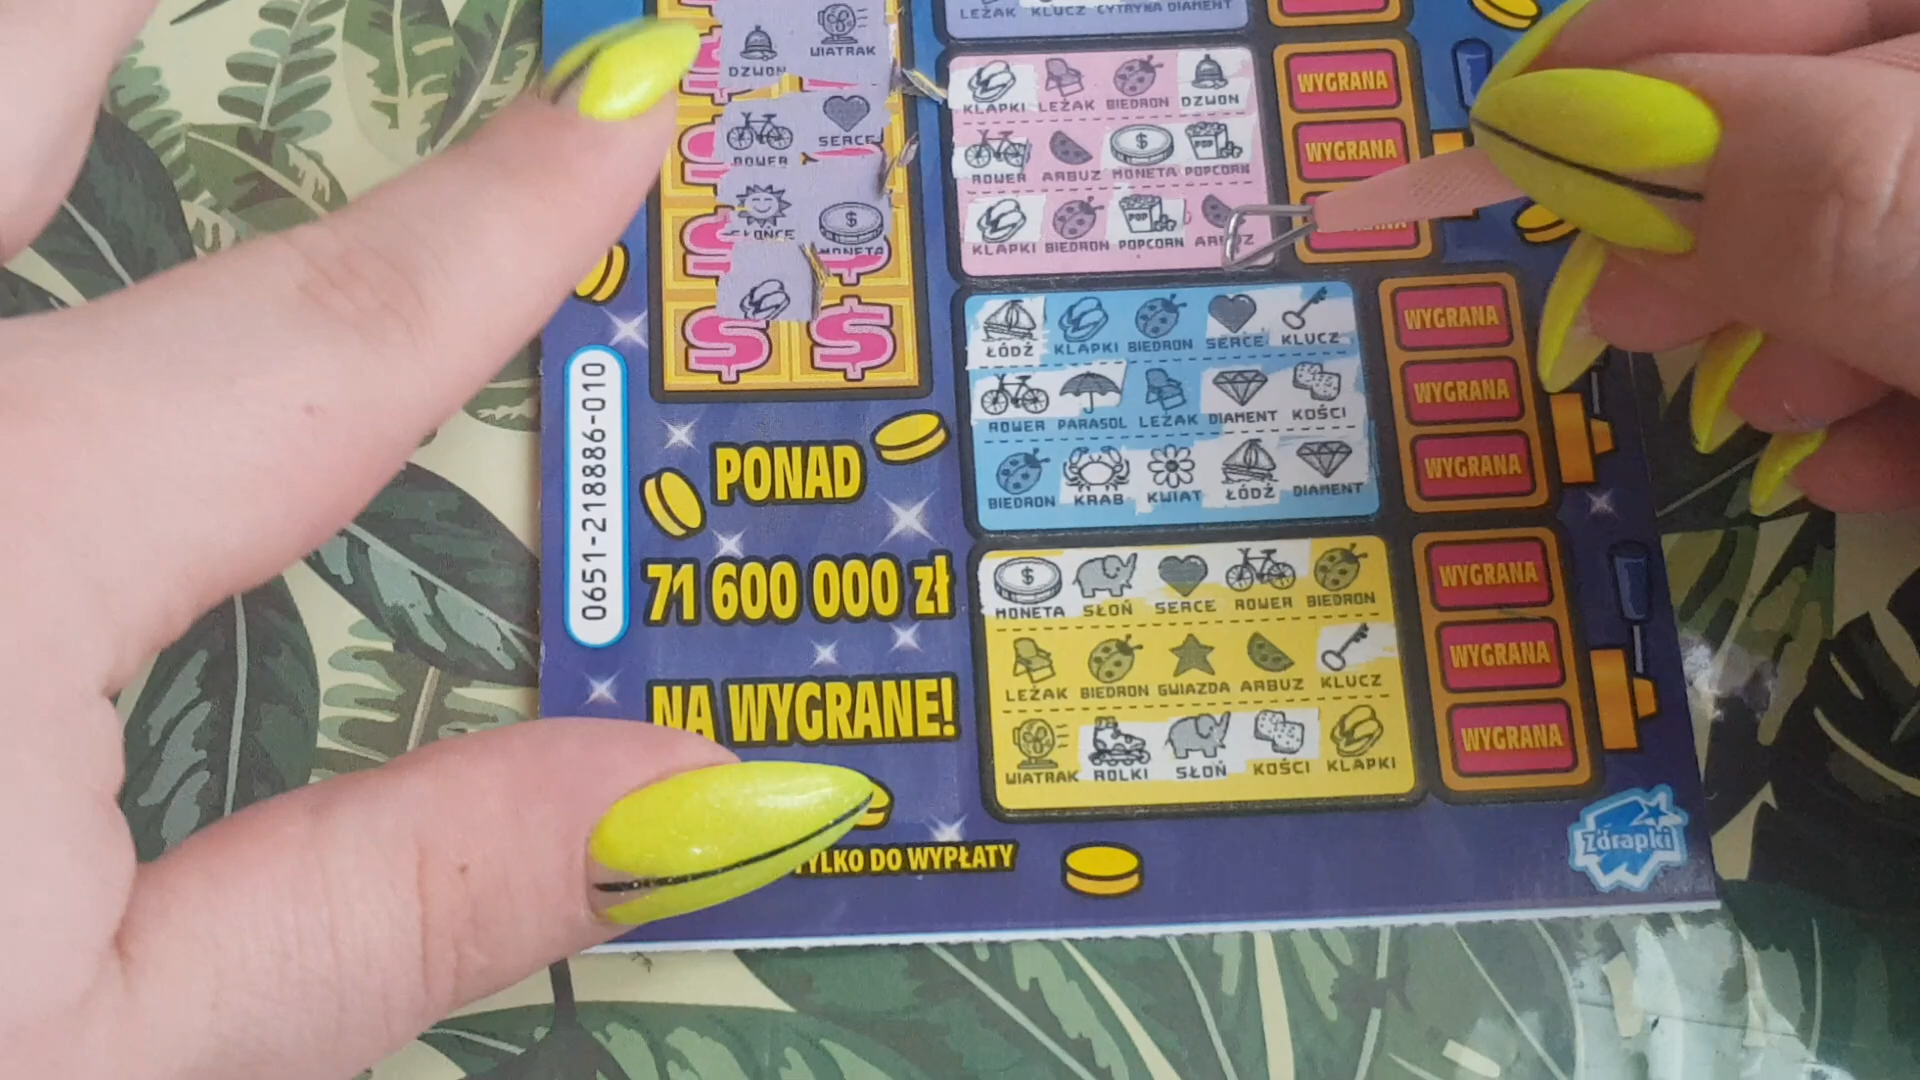 LEŻAK KLUCZ CYTRYNA DIAMENT
DZWON WIATRAK
ROWER SERCE
SŁOŃCE MONETA
KLAPKI LEŻAK BIEDRON DZWON
WYGRANA
ROWER ARBUZ MONETA POPCORN
WYGRANA
KLAPKI BIEDRON POPCORN ARBUZ
ŁÓDŹ KLAPKI BIEDRON SERCE KLUCZ
WYGRANA
ROWER PARASOL LEŻAK DIAMENT KOŚCI
WYGRANA
BIEDRON KRAB KWIAT ŁÓDŹ DIAMENT
WYGRANA
MONETA SŁOŃ SERCE ROWER BIEDRON
WYGRANA
LEŻAK BIEDRON GWIAZDA ARBUZ KLUCZ
WYGRANA
WIATRAK ROLKI SŁOŃ KOŚCI KLAPKI
WYGRANA
0651-218886-010
PONAD
71 600 000 zł
NA WYGRANE!
TYLKO DO WYPŁATY
Zdrapki